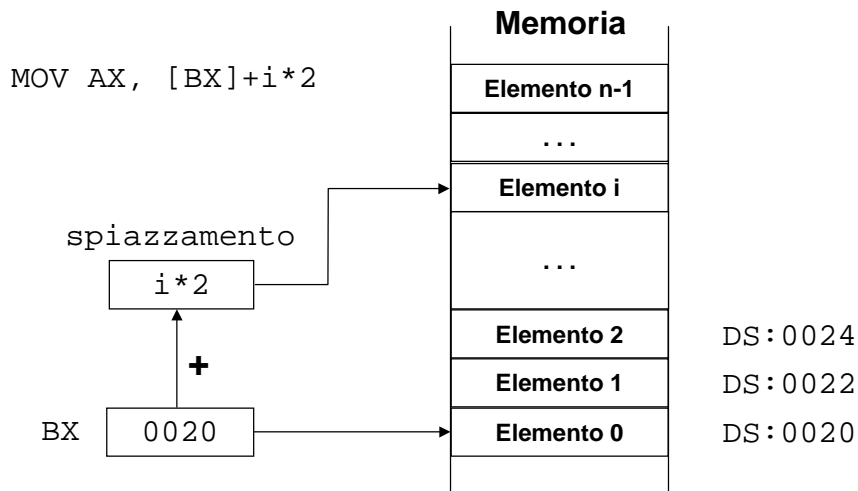 Memoria
MOV AX, [BX]+i*2
Elemento n-1
...
Elemento i
spiazzamento
i*2
...
+
Elemento 2 DS:0024
Elemento 1 DS:0022
BX 0020 Elemento 0 DS:0020